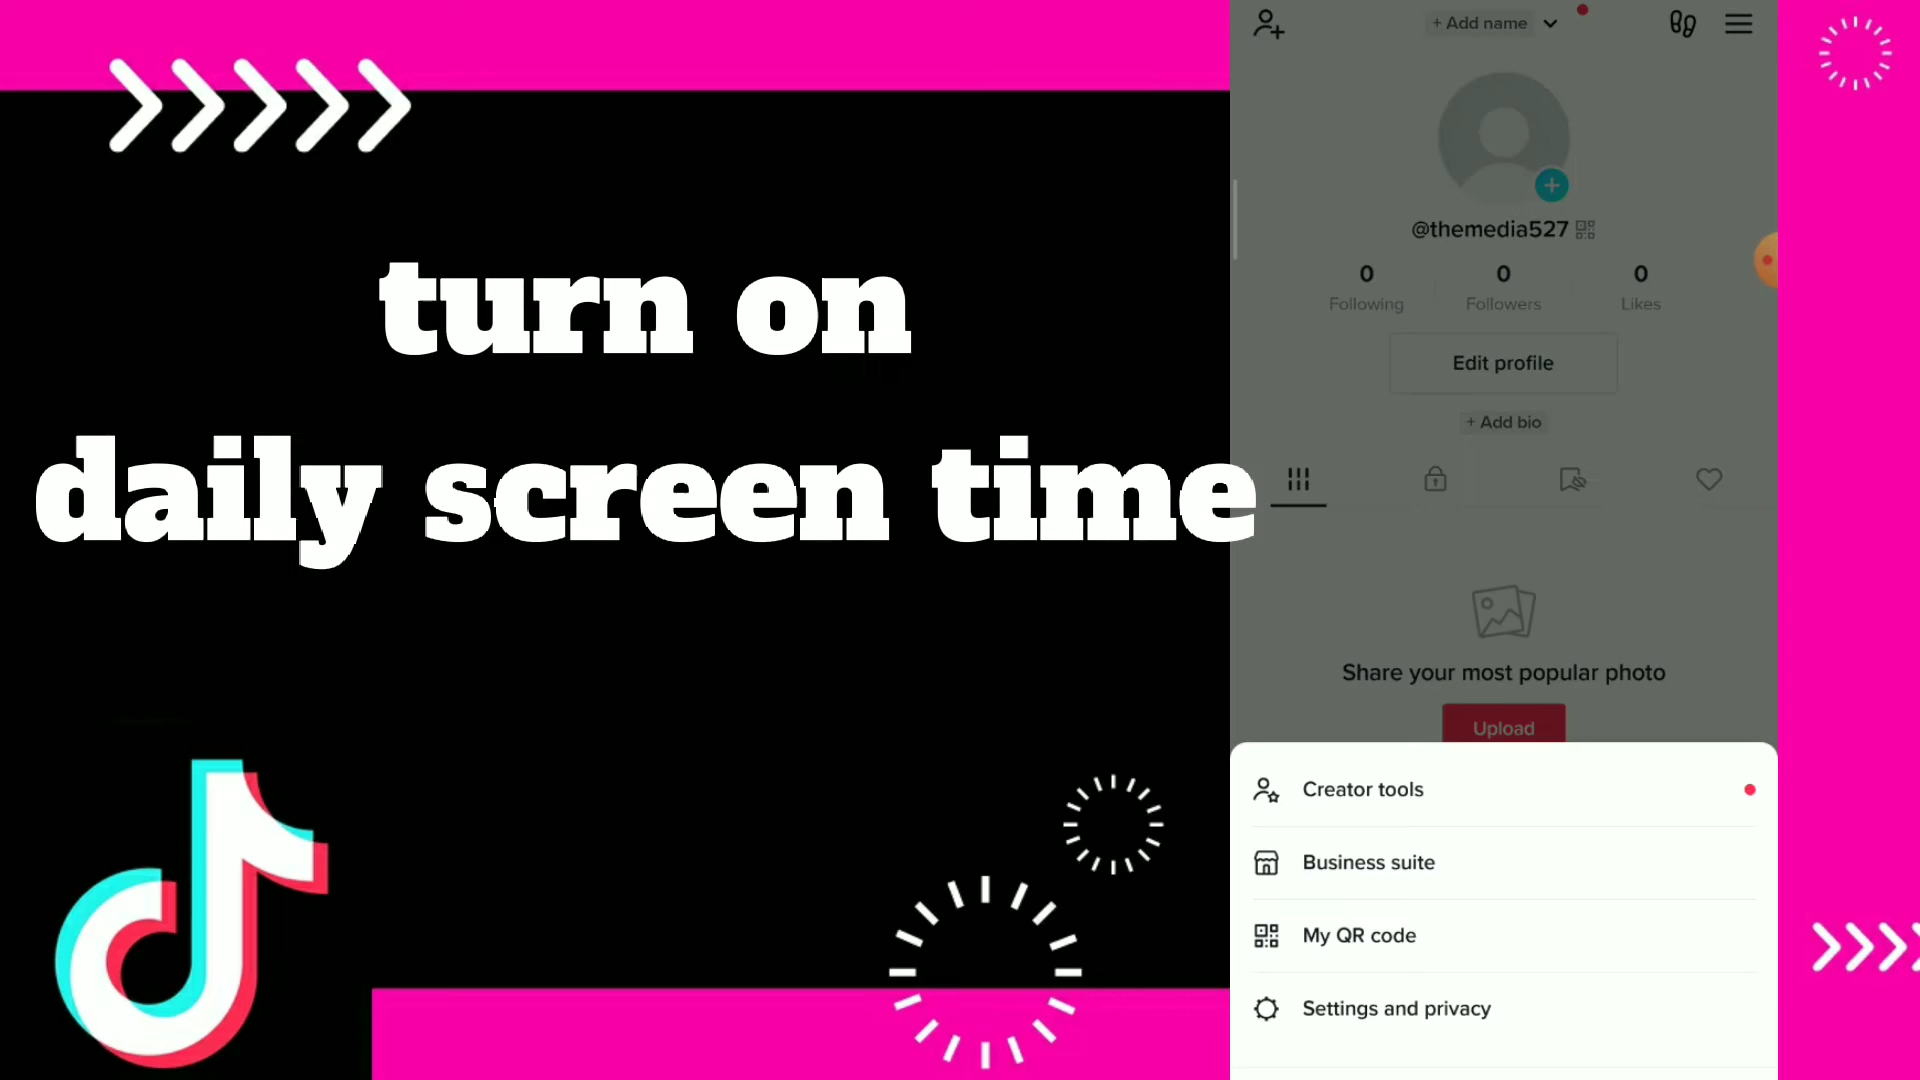 turn on
daily screen time
+ Add name
@themedia527
0 0 0
Following Followers Likes
Edit profile
+ Add bio
Share your most popular photo
Upload
Creator tools
Business suite
My QR code
Settings and privacy